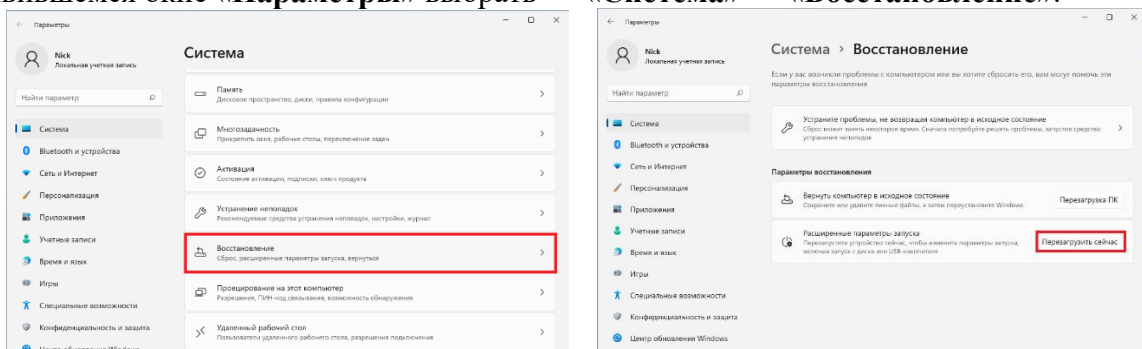 вившемся окне «Параметры» выбрать «Система» «Восстановление».
Параметры
Nick
Локальная учетная запись
Найти параметр
Система
Bluetooth и устройства
Сеть и Интернет
Персонализация
Приложения
Учетные записи
Время и язык
Игры
Специальные возможности
Конфиденциальность и защита
Центр обновления Windows
Система
Память
Дисковое пространство, диски, правила конфигурации
Многозадачность
Прикрепить окна, рабочие столы, переключение задач
Активация
Состояние активации, подписки, ключ продукта
Устранение неполадок
Рекомендуемые средства устранения неполадок, настройки, журнал
Восстановление
Сброс, расширенные параметры запуска, вернуться
Проецирование на этот компьютер
Разрешения, ПИН-код связывания, возможность обнаружения
Удаленный рабочий стол
Пользователи удаленного рабочего стола, разрешения подключения
Параметры
Nick
Локальная учетная запись
Найти параметр
Система
Bluetooth и устройства
Сеть и Интернет
Персонализация
Приложения
Учетные записи
Время и язык
Игры
Специальные возможности
Конфиденциальность и защита
Центр обновления Windows
Система > Восстановление
Если у вас возникли проблемы с компьютером или вы хотите сбросить его, вам могут помочь эти
параметры восстановления
Устраните проблемы, не возвращая компьютер в исходное состояние
Сброс может занять некоторое время. Сначала попробуйте решить проблемы, запустив средство
устранения неполадок
Параметры восстановления
Вернуть компьютер в исходное состояние
Сохраните или удалите личные файлы, а затем переустановите Windows
Перезагрузка ПК
Расширенные параметры запуска
Перезапустите устройство сейчас, чтобы изменить параметры запуска,
включая запуск с диска или USB-накопителя
Перезагрузить сейчас